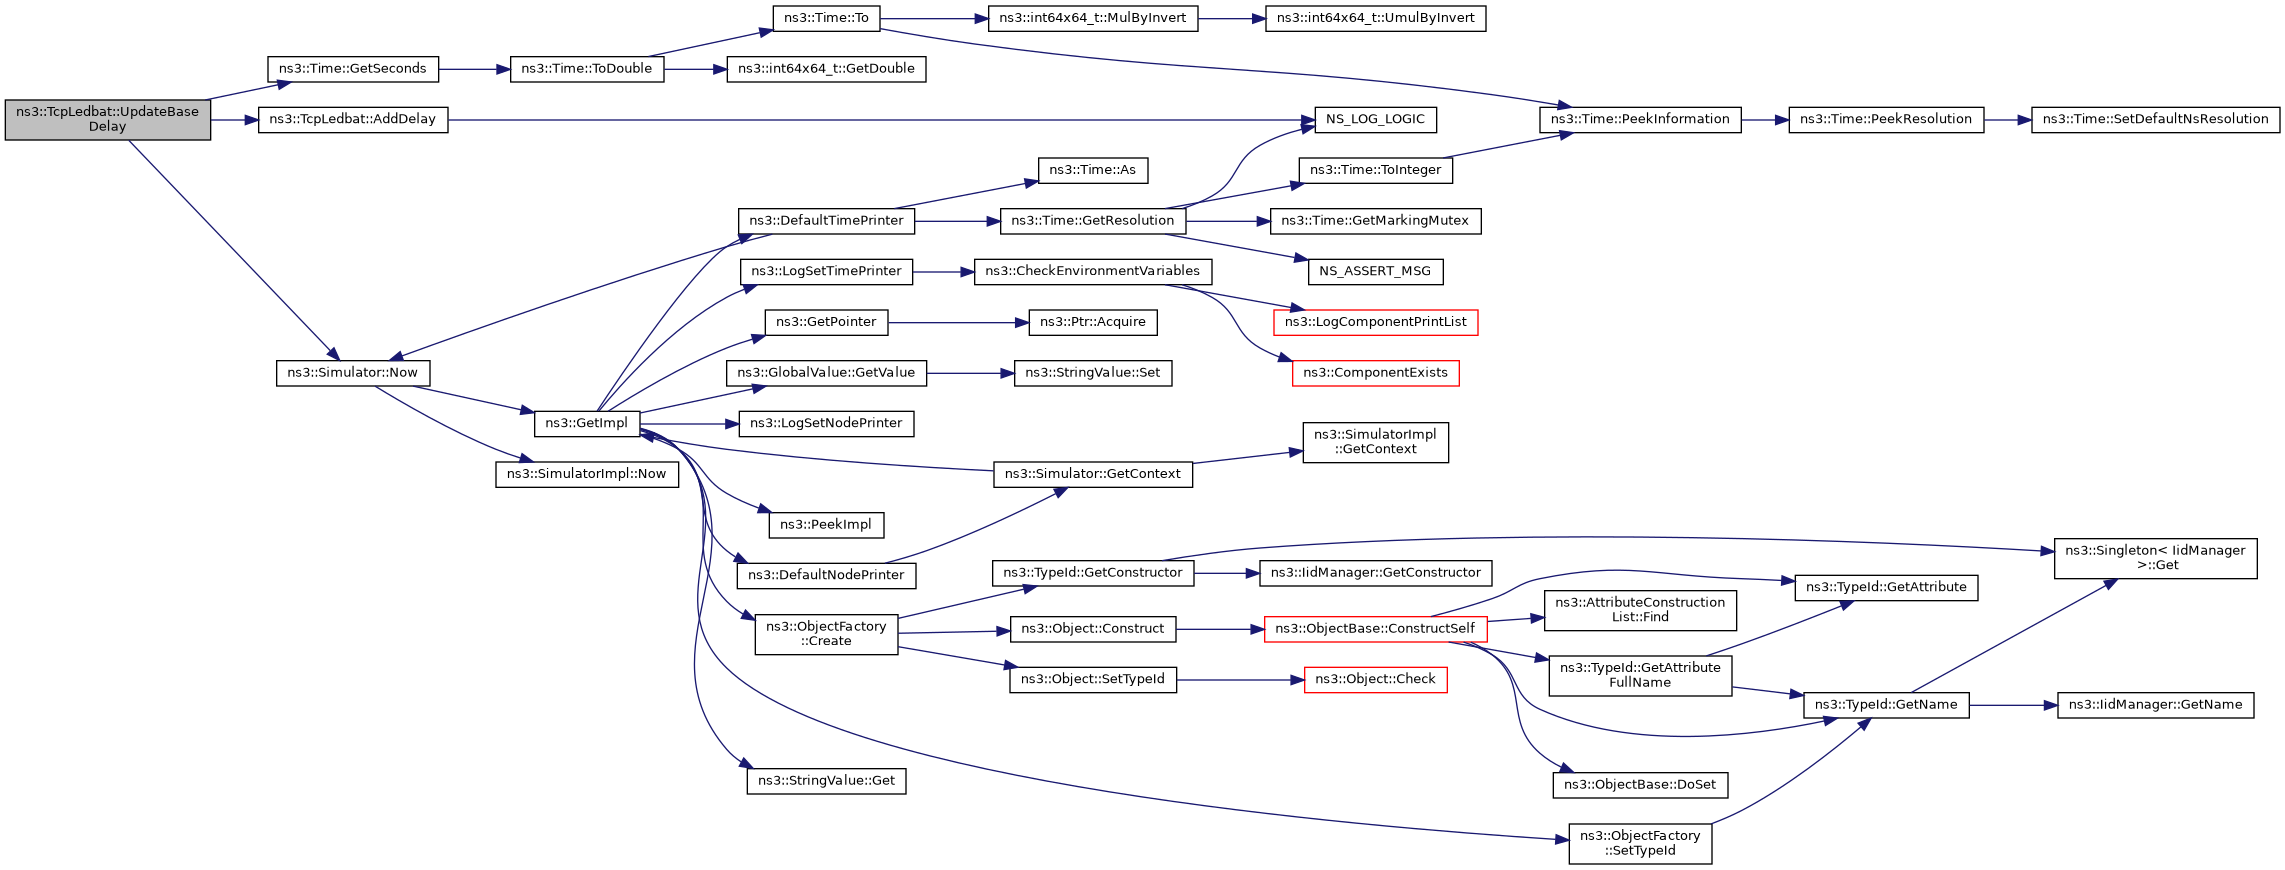 ns3::Time::To
ns3::int64x64_t::MulByInvert
ns3::int64x64_t::UmulByInvert
ns3::Time::GetSeconds
ns3::Time::ToDouble
ns3::int64x64_t::GetDouble
ns3::TcpLedbat::UpdateBase
Delay
ns3::TcpLedbat::AddDelay
NS_LOG_LOGIC
ns3::Time::PeekInformation
ns3::Time::PeekResolution
ns3::Time::SetDefaultNsResolution
ns3::Time::As
ns3::Time::ToInteger
ns3::DefaultTimePrinter
ns3::Time::GetResolution
ns3::Time::GetMarkingMutex
ns3::LogSetTimePrinter
ns3::CheckEnvironmentVariables
NS_ASSERT_MSG
ns3::GetPointer
ns3::Ptr::Acquire
ns3::LogComponentPrintList
ns3::Simulator::Now
ns3::GlobalValue::GetValue
ns3::StringValue::Set
ns3::ComponentExists
ns3::GetImpl
ns3::LogSetNodePrinter
ns3::SimulatorImpl
::GetContext
ns3::SimulatorImpl::Now
ns3::Simulator::GetContext
ns3::PeekImpl
ns3::DefaultNodePrinter
ns3::TypeId::GetConstructor
ns3::IidManager::GetConstructor
ns3::Singleton< IidManager
>::Get
ns3::TypeId::GetAttribute
ns3::ObjectFactory
::Create
ns3::Object::Construct
ns3::ObjectBase::ConstructSelf
ns3::AttributeConstruction
List::Find
ns3::Object::SetTypeId
ns3::Object::Check
ns3::TypeId::GetAttribute
FullName
ns3::TypeId::GetName
ns3::IidManager::GetName
ns3::StringValue::Get
ns3::ObjectBase::DoSet
ns3::ObjectFactory
::SetTypeId